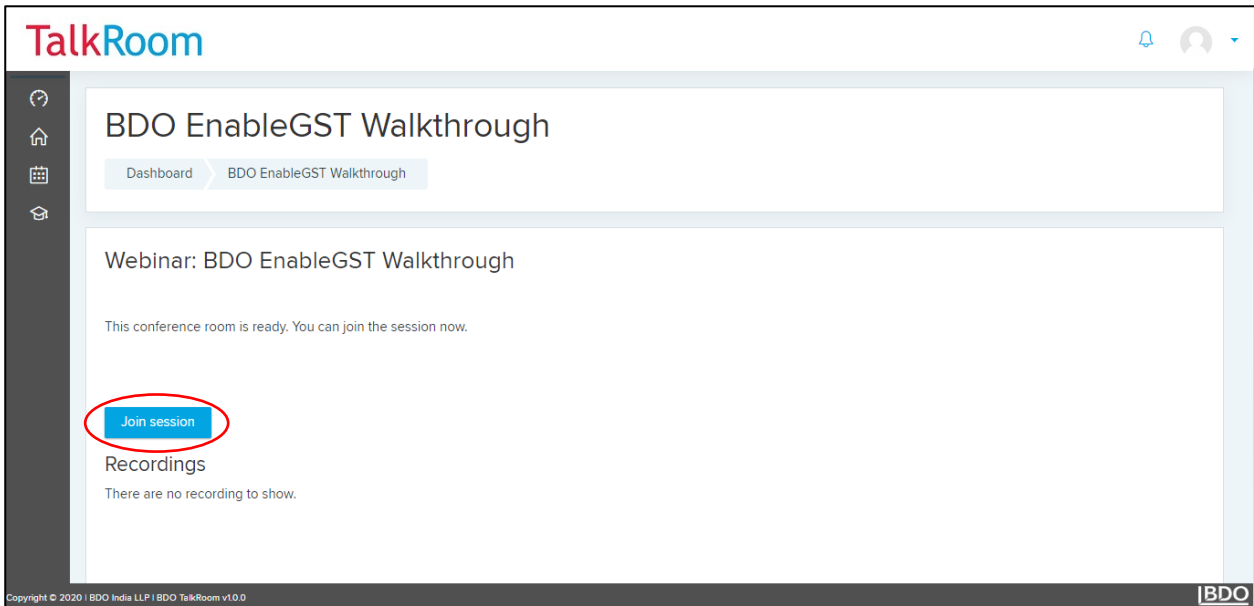 TalkRoom
BDO EnableGST Walkthrough
Dashboard BDO EnableGST Walkthrough
Webinar: BDO EnableGST Walkthrough
This conference room is ready. You can join the session now.
Join session
Recordings
There are no recording to show.
Copyright © 2020 | BDO India LLP | BDO TalkRoom v1.0.0
BDO